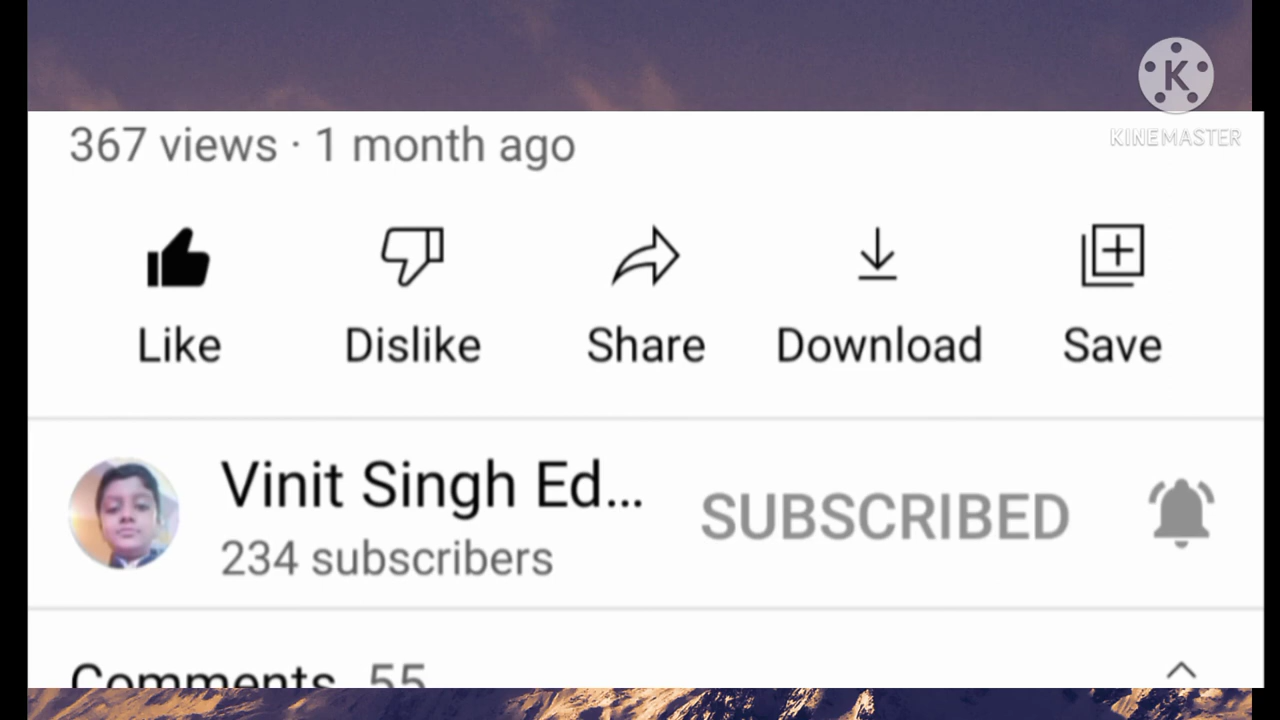 K
KINEMASTER
367 views · 1 month ago
Like Dislike Share Download Save
Vinit Singh Ed...
SUBSCRIBED
234 subscribers
Comments 55